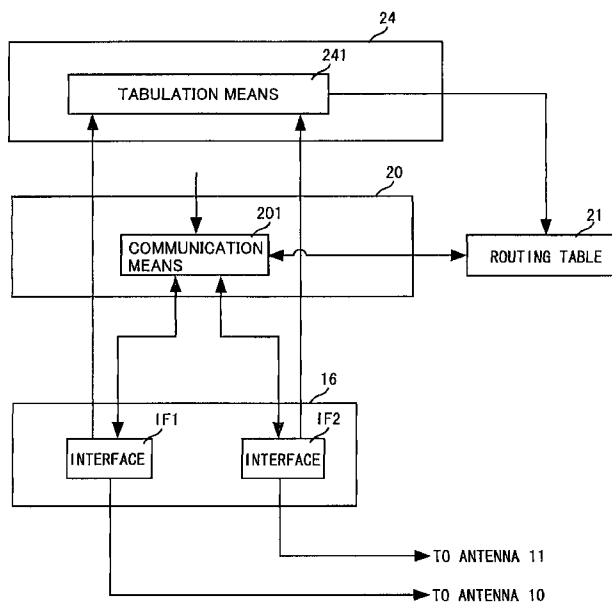 24
241
TABULATION MEANS
20
201
COMMUNICATION
MEANS
21
ROUTING TABLE
16
IF1
IF2
INTERFACE
INTERFACE
TO ANTENNA 11
TO ANTENNA 10